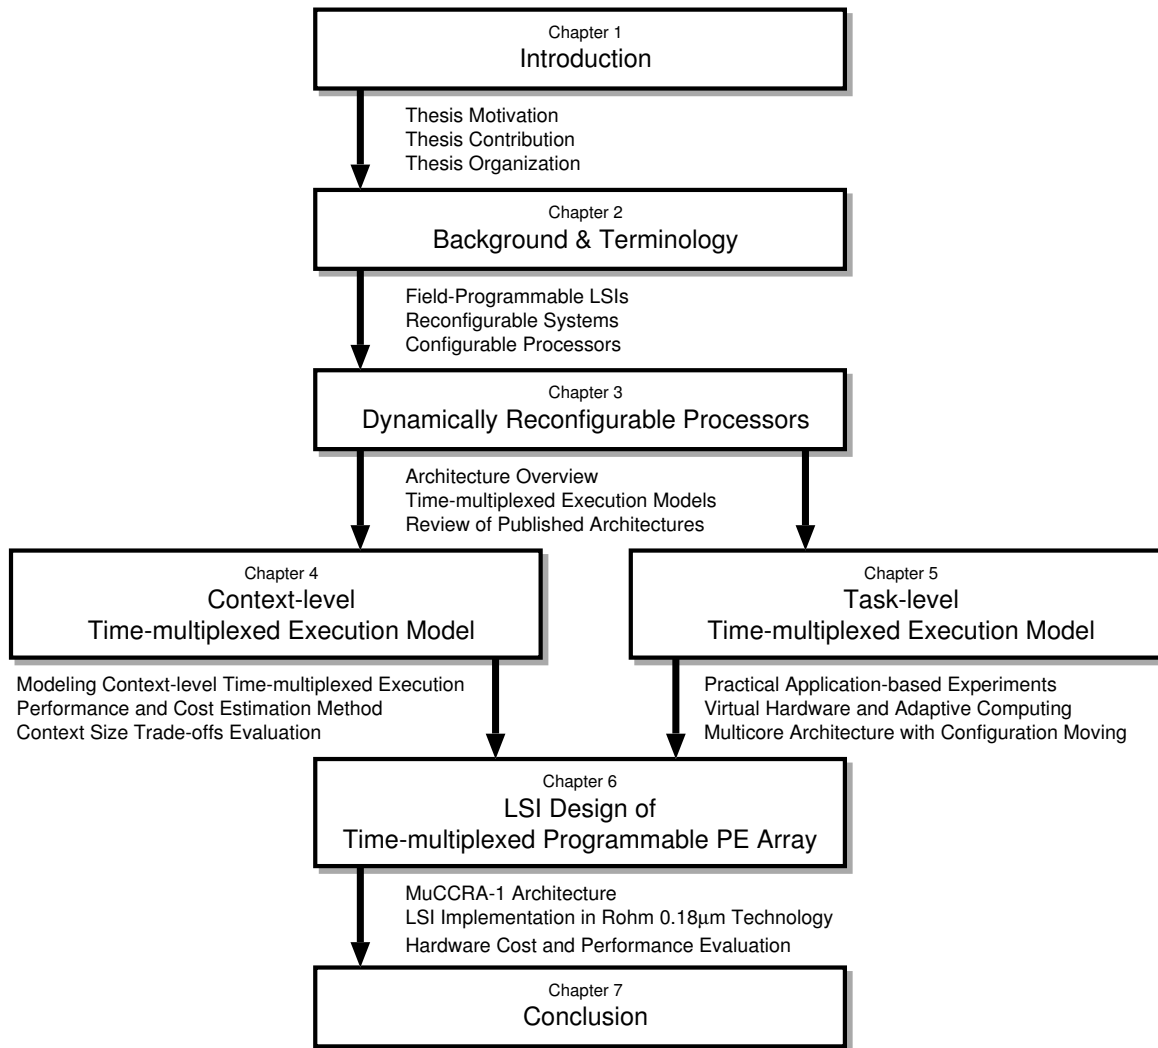 Chapter 1
Introduction
Thesis Motivation
Thesis Contribution
Thesis Organization
Chapter 2
Background & Terminology
Field-Programmable LSIs
Reconfigurable Systems
Configurable Processors
Chapter 3
Dynamically Reconfigurable Processors
Architecture Overview
Time-multiplexed Execution Models
Review of Published Architectures
Chapter 4
Context-level
Time-multiplexed Execution Model
Chapter 5
Task-level
Time-multiplexed Execution Model
Modeling Context-level Time-multiplexed Execution
Performance and Cost Estimation Method
Context Size Trade-offs Evaluation
Practical Application-based Experiments
Virtual Hardware and Adaptive Computing
Multicore Architecture with Configuration Moving
Chapter 6
LSI Design of
Time-multiplexed Programmable PE Array
MuCCRA-1 Architecture
LSI Implementation in Rohm 0.18μm Technology
Hardware Cost and Performance Evaluation
Chapter 7
Conclusion